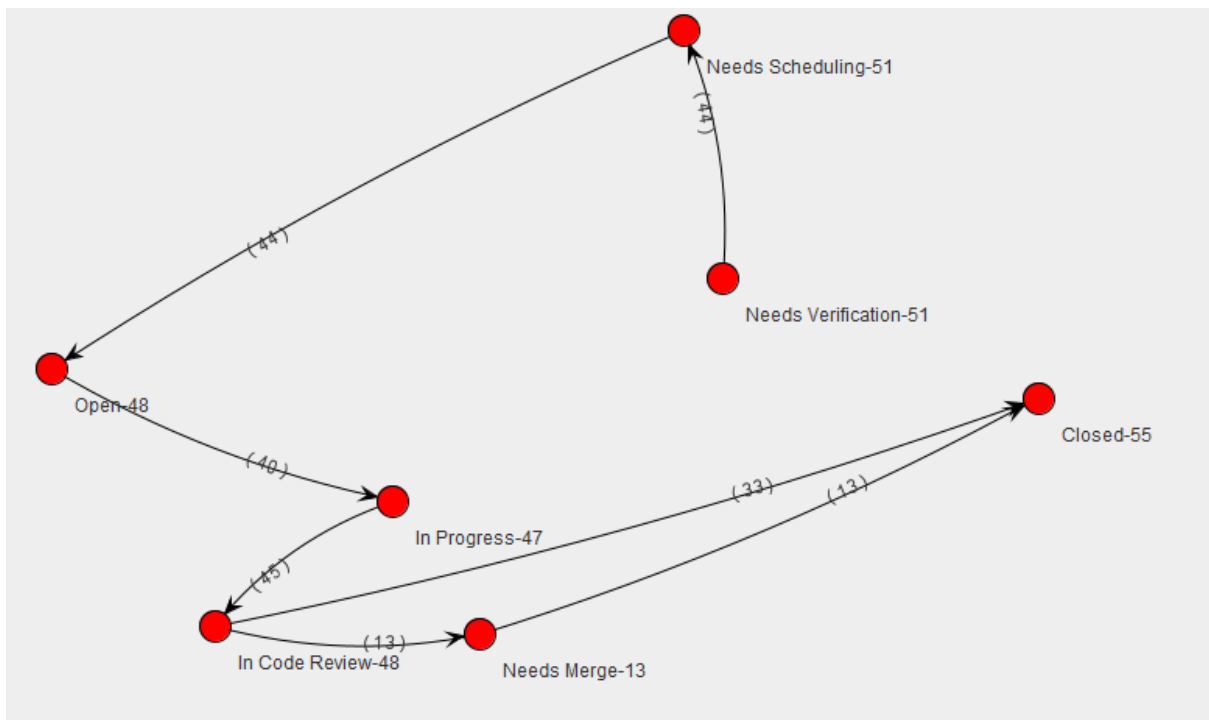 Needs Scheduling-51
(44)
(44)
Needs Verification-51
Open-48
Closed-55
(40)
(33)
(13)
In Progress-47
(45)
(13)
In Code Review-48
Needs Merge-13